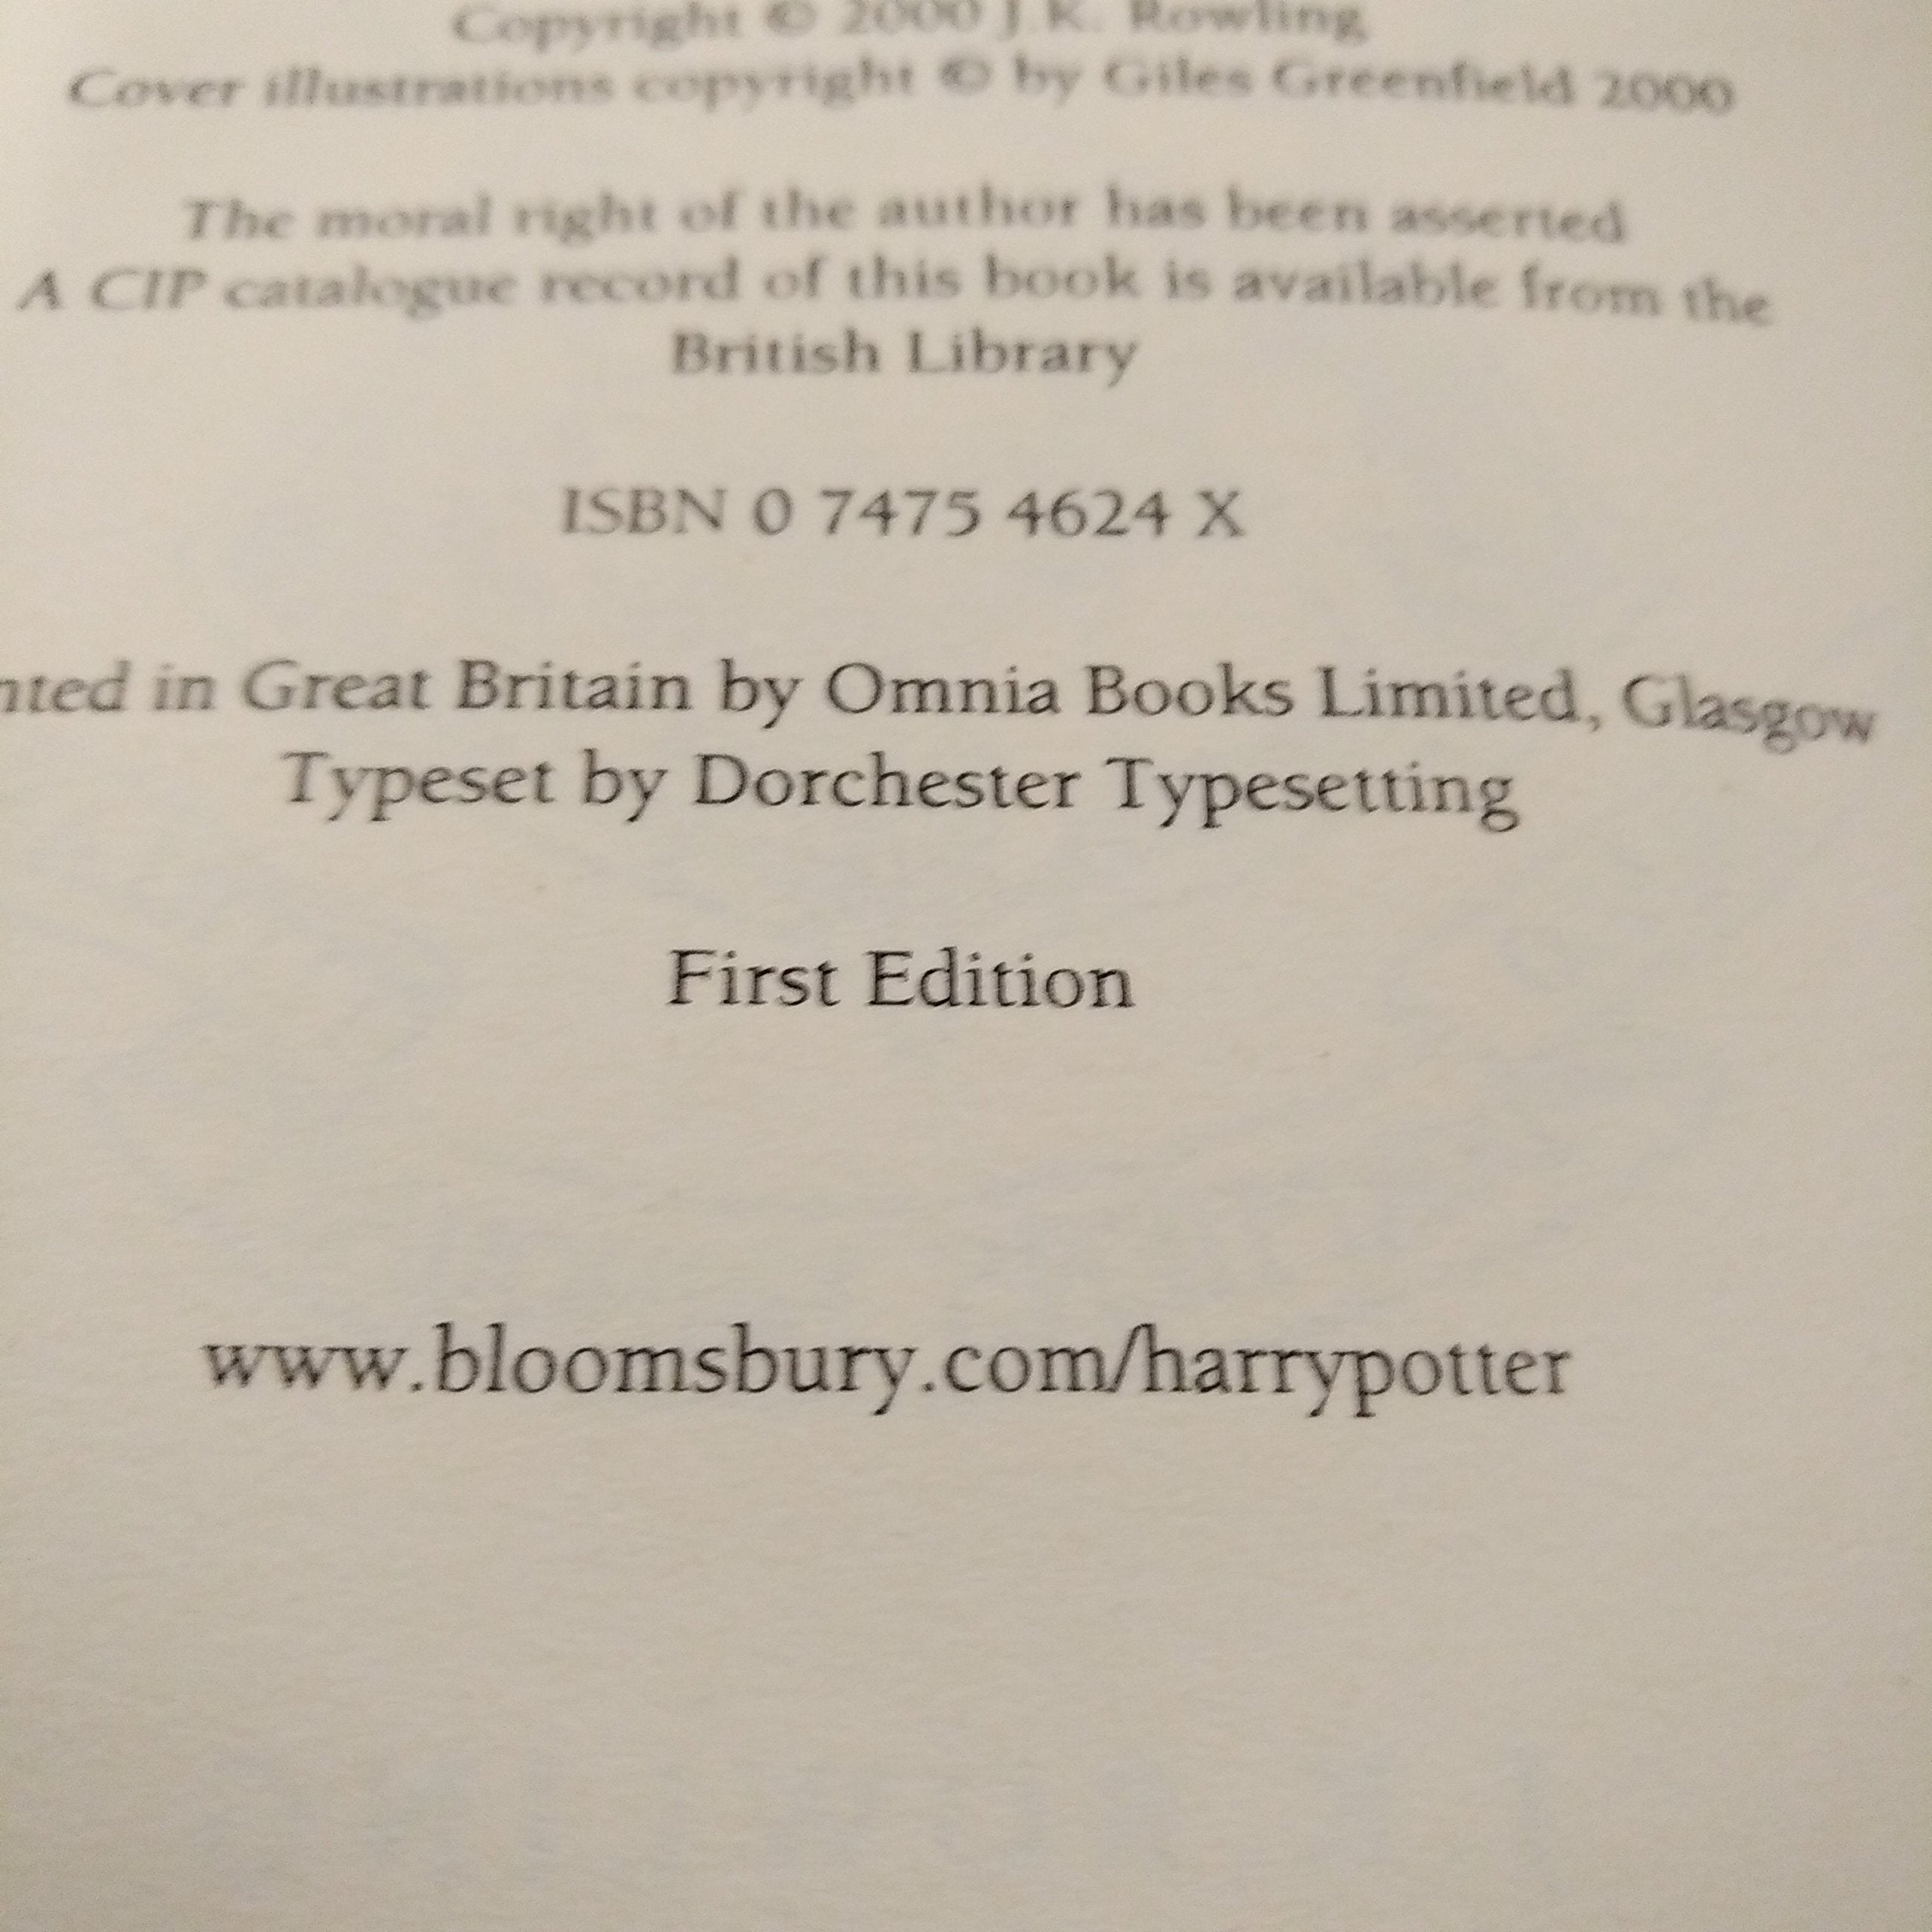 Copyright © 2000 J.K. Rowling
Cover illustrations copyright © by Giles Greenfield 2000
The moral right of the author has been asserted
A CIP catalogue record of this book is available from the
British Library
ISBN 0 7475 4624 X
nted in Great Britain by Omnia Books Limited, Glasgow
Typeset by Dorchester Typesetting
First Edition
www.bloomsbury.com/harrypotter